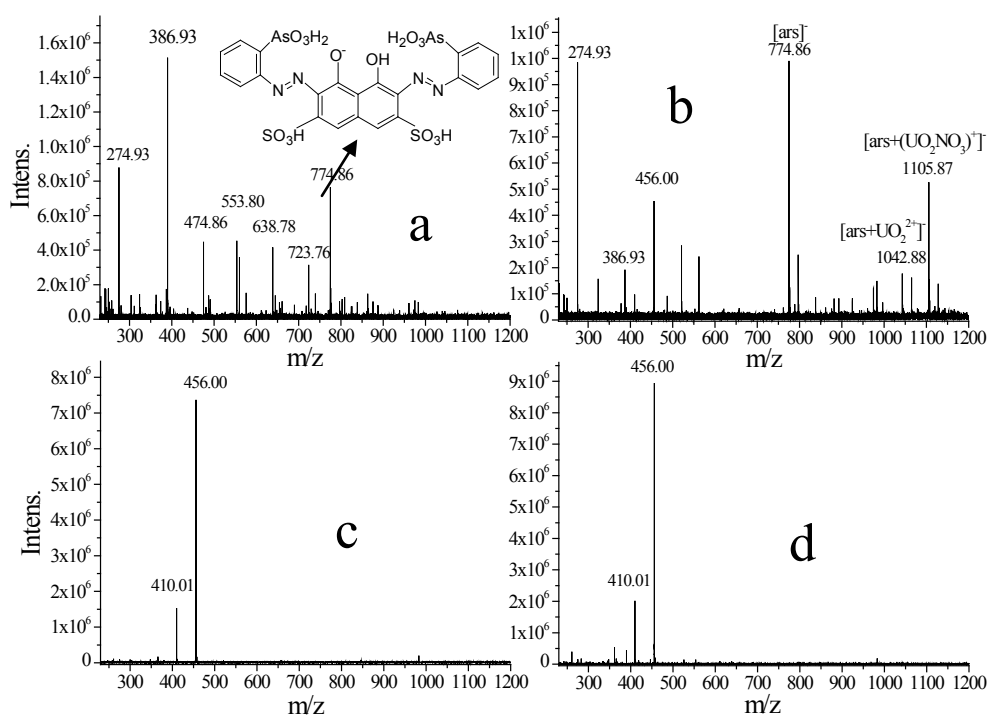 Intens.
1.6x10⁶
1.4x10⁶
1.2x10⁶
1.0x10⁶
8.0x10⁵
6.0x10⁵
4.0x10⁵
2.0x10⁵
0.0
386.93
274.93
474.86
553.80
638.78
723.76
774.86
AsO₃H₂
O⁻
OH
H₂O₃As
N
N
N
N
SO₃H
SO₃H
a
300 400 500 600 700 800 900 1000 1100 1200
m/z
1x10⁶
9x10⁵
8x10⁵
7x10⁵
6x10⁵
5x10⁵
4x10⁵
3x10⁵
2x10⁵
1x10⁵
0
274.93
[ars]⁻
774.86
b
[ars+(UO₂NO₃)⁺]⁻
1105.87
456.00
386.93
[ars+UO₂²⁺]⁻
1042.88
300 400 500 600 700 800 900 1000 1100 1200
m/z
Intens.
8x10⁶
7x10⁶
6x10⁶
5x10⁶
4x10⁶
3x10⁶
2x10⁶
1x10⁶
0
456.00
410.01
c
300 400 500 600 700 800 900 1000 1100 1200
m/z
9x10⁶
8x10⁶
7x10⁶
6x10⁶
5x10⁶
4x10⁶
3x10⁶
2x10⁶
1x10⁶
0
456.00
410.01
d
300 400 500 600 700 800 900 1000 1100 1200
m/z